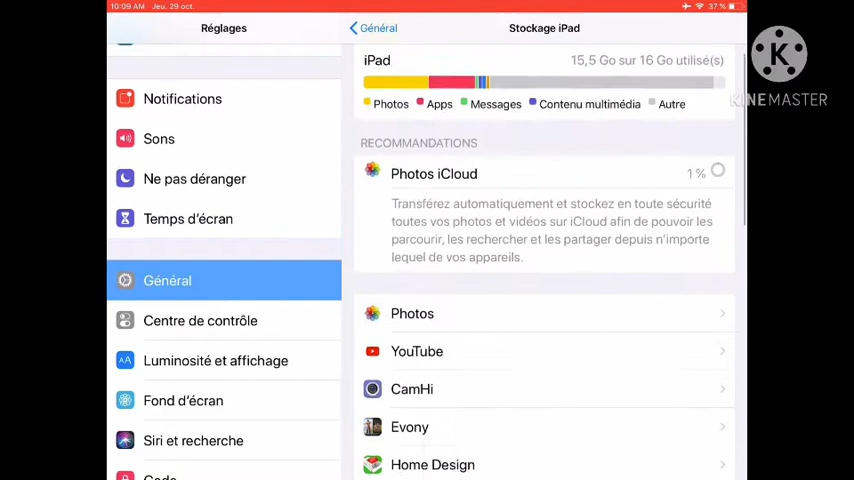 10:09 AM Jeu. 29 oct.
37 %
Réglages
Général
Stockage iPad
iPad
15,5 Go sur 16 Go utilisé(s)
Photos
Apps
Messages
Contenu multimédia
Autre
K
KINEMASTER
Notifications
Sons
Ne pas déranger
Temps d'écran
Général
Centre de contrôle
AA
Luminosité et affichage
Fond d'écran
Siri et recherche
Code
RECOMMANDATIONS
Photos iCloud
1 %
Transférez automatiquement et stockez en toute sécurité
toutes vos photos et vidéos sur iCloud afin de pouvoir les
parcourir, les rechercher et les partager depuis n'importe
lequel de vos appareils.
Photos
YouTube
CamHi
Evony
Home Design